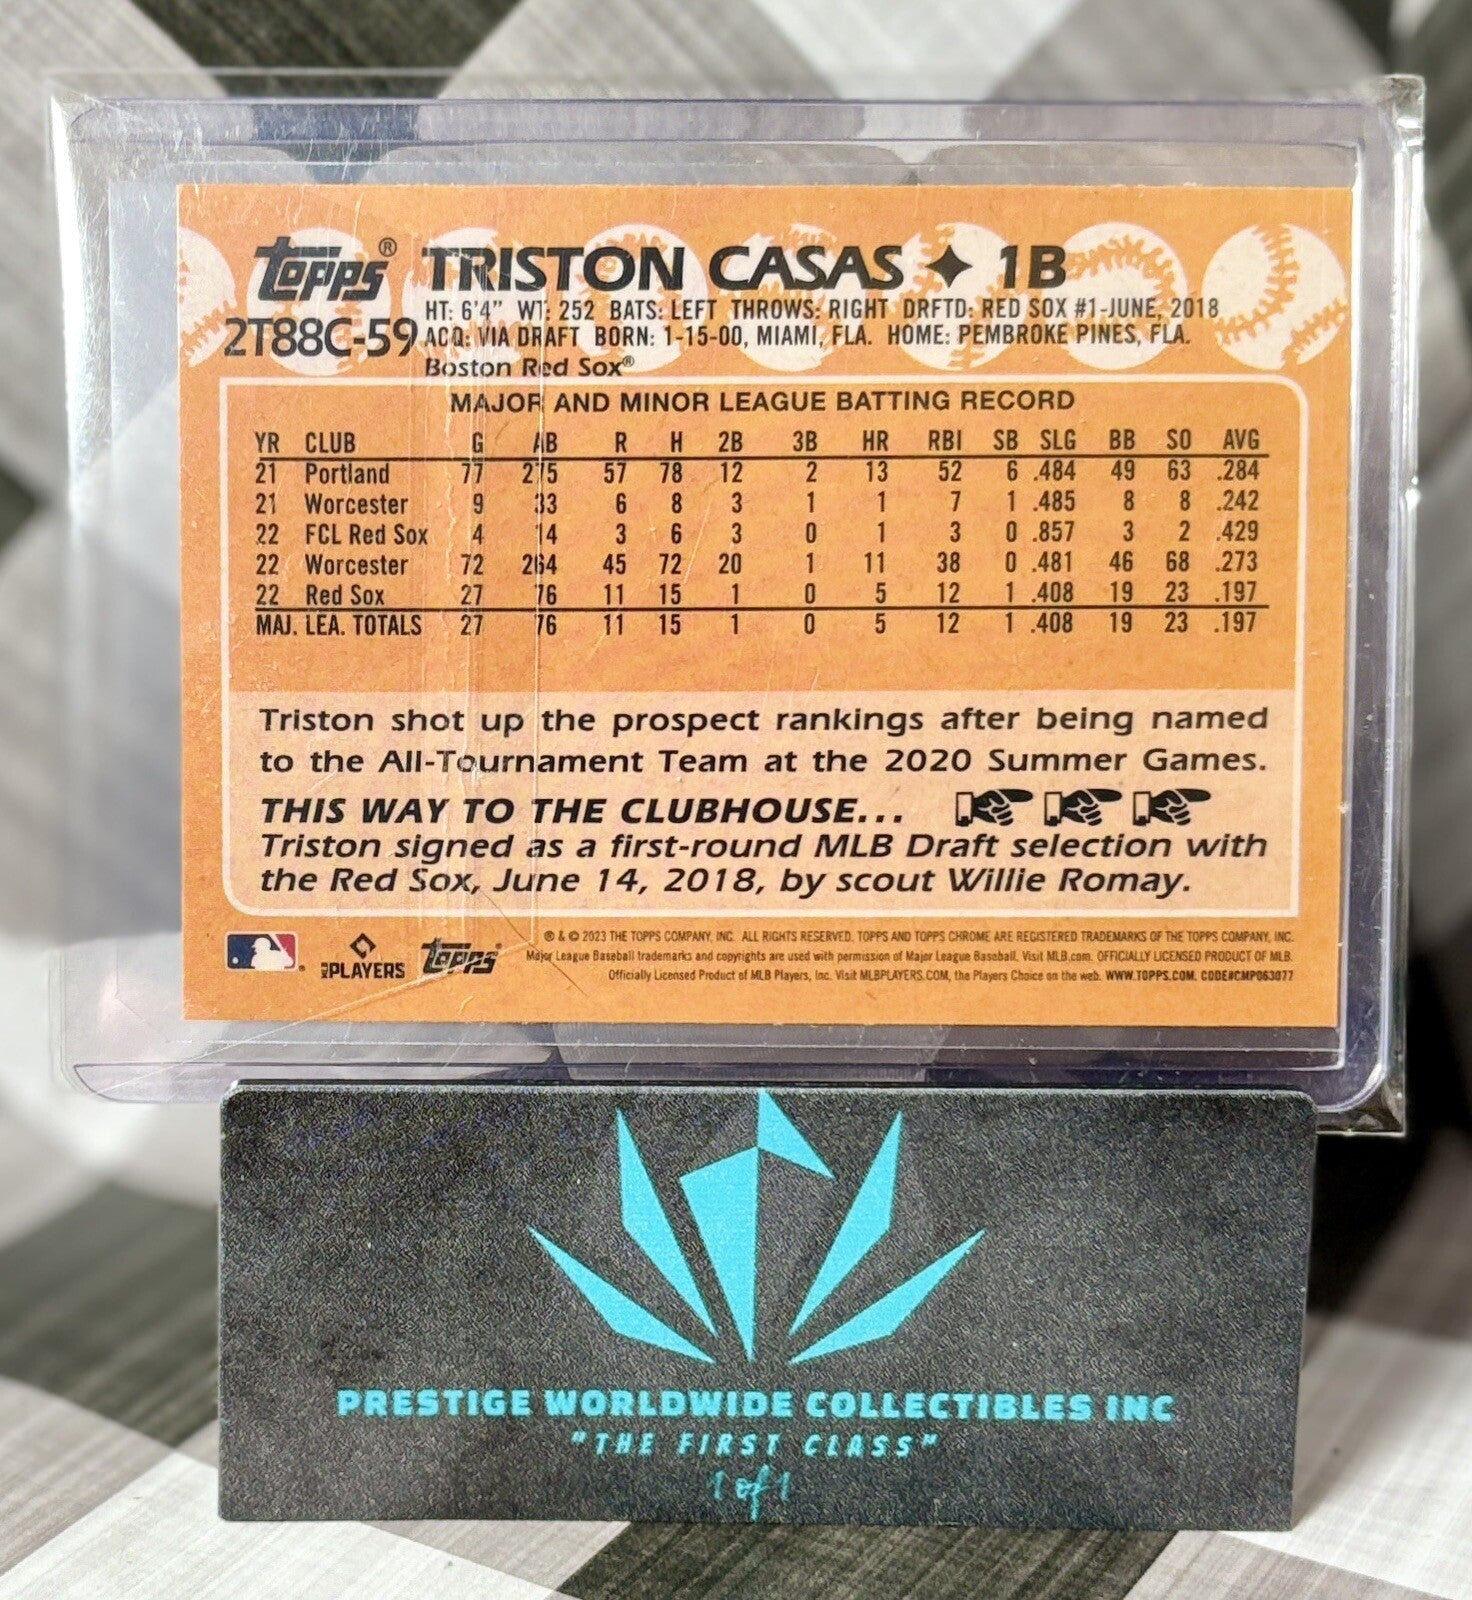 Topps® TRISTON CASAS ✦ 1B
2T88C-59
HT: 6'4" WT: 252 BATS: LEFT THROWS: RIGHT DRFTD: RED SOX #1-JUNE, 2018
ACQ: VIA DRAFT BORN: 1-15-00, MIAMI, FLA. HOME: PEMBROKE PINES, FLA.
Boston Red Sox®
MAJOR AND MINOR LEAGUE BATTING RECORD
YR CLUB G AB R H 2B 3B HR RBI SB SLG BB SO AVG
21 Portland 77 275 57 78 12 2 13 52 6 .484 49 63 .284
21 Worcester 9 33 6 8 3 1 1 7 1 .485 8 8 .242
22 FCL Red Sox 4 14 3 6 3 0 1 3 0 .857 3 2 .429
22 Worcester 72 264 45 72 20 1 11 38 0 .481 46 68 .273
22 Red Sox 27 76 11 15 1 0 5 12 1 .408 19 23 .197
MAJ. LEA. TOTALS 27 76 11 15 1 0 5 12 1 .408 19 23 .197
Triston shot up the prospect rankings after being named
to the All-Tournament Team at the 2020 Summer Games.
THIS WAY TO THE CLUBHOUSE...
Triston signed as a first-round MLB Draft selection with
the Red Sox, June 14, 2018, by scout Willie Romay.
MLB PLAYERS Topps
® & © 2023 THE TOPPS COMPANY, INC. ALL RIGHTS RESERVED. TOPPS AND TOPPS CHROME ARE REGISTERED TRADEMARKS OF THE TOPPS COMPANY, INC.
Major League Baseball trademarks and copyrights are used with permission of Major League Baseball. Visit MLB.com. OFFICIALLY LICENSED PRODUCT OF MLB.
Officially Licensed Product of MLB Players, Inc. Visit MLBPLAYERS.COM, the Players Choice on the web. WWW.TOPPS.COM. CODE#CMP063077
PRESTIGE WORLDWIDE COLLECTIBLES INC
"THE FIRST CLASS"
1 of 1